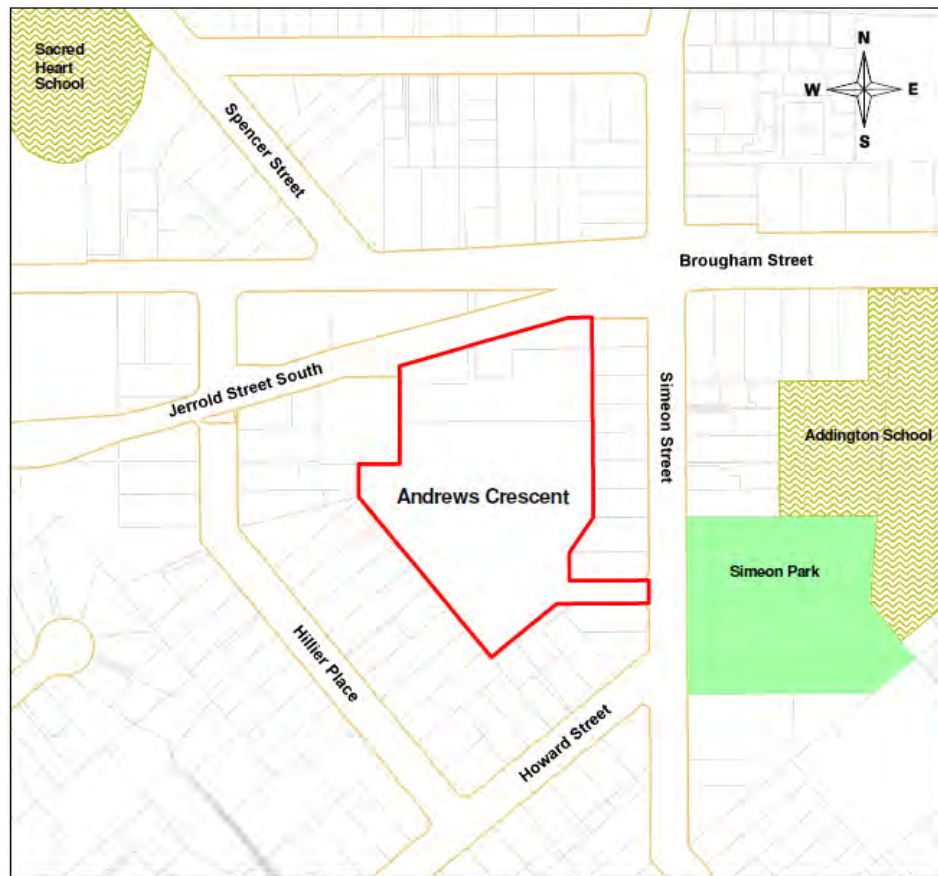 Sacred
Heart
School
N
W
E
S
Spencer Street
Brougham Street
Jerrold Street South
Simeon Street
Addington School
Andrews Crescent
Simeon Park
Hillier Place
Howard Street